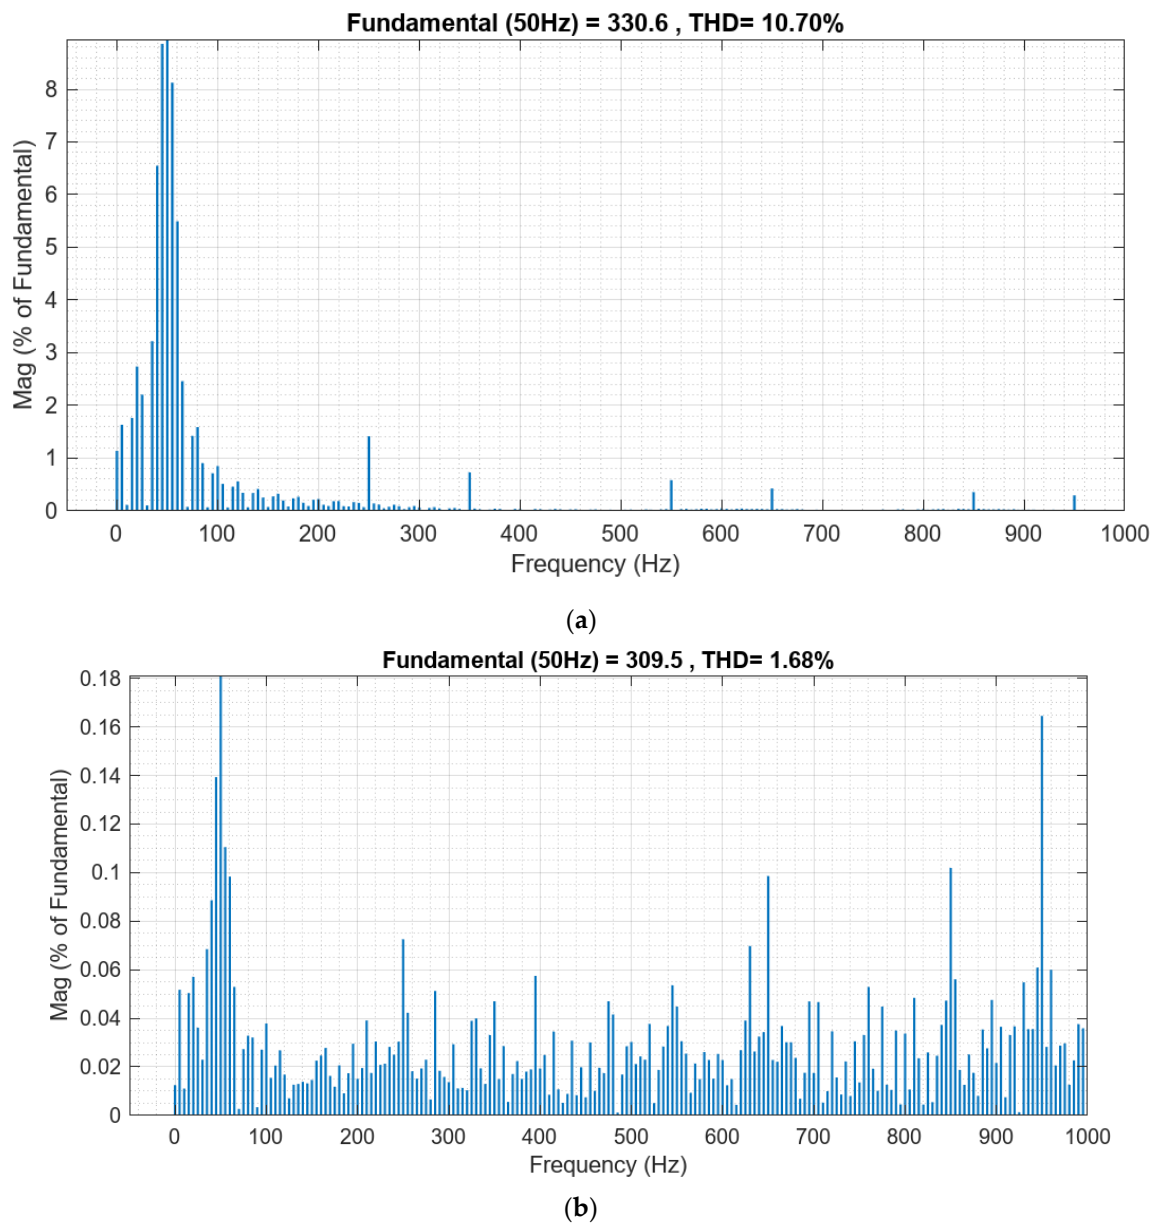 Fundamental (50Hz) = 330.6 , THD= 10.70%
8
7
6
5
4
3
2
1
0
Mag (% of Fundamental)
0 100 200 300 400 500 600 700 800 900 1000
Frequency (Hz)
(a)
Fundamental (50Hz) = 309.5 , THD= 1.68%
0.18
0.16
0.14
0.12
0.1
0.08
0.06
0.04
0.02
0
Mag (% of Fundamental)
0 100 200 300 400 500 600 700 800 900 1000
Frequency (Hz)
(b)